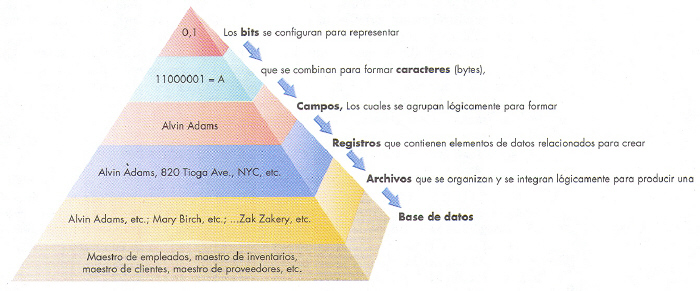 0,1
Los bits se configuran para representar
que se combinan para formar caracteres (bytes),
11000001 = A
Campos, Los cuales se agrupan lógicamente para formar
Alvin Adams
Registros que contienen elementos de datos relacionados para crear
Alvin Adams, 820 Tioga Ave., NYC, etc.
Archivos que se organizan y se integran lógicamente para producir una
Alvin Adams, etc.; Mary Birch, etc.; ...Zak Zakery, etc.
Base de datos
Maestro de empleados, maestro de inventarios,
maestro de clientes, maestro de proveedores, etc.